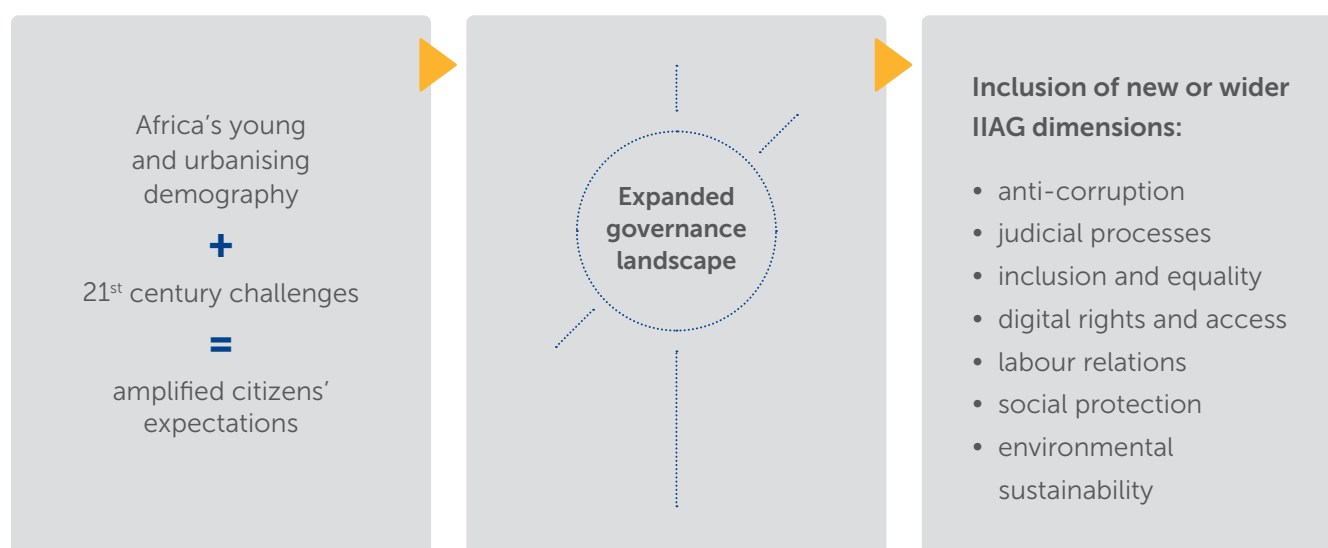 Africa's young
and urbanising
demography
+
21st century challenges
=
amplified citizens'
expectations
Expanded
governance
landscape
Inclusion of new or wider
IIAG dimensions:
• anti-corruption
• judicial processes
• inclusion and equality
• digital rights and access
• labour relations
• social protection
• environmental
sustainability